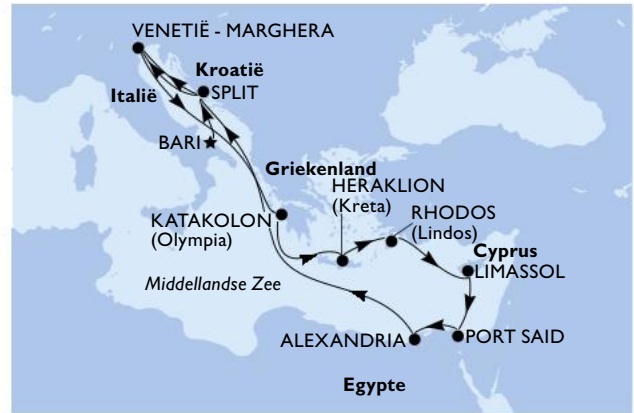 VENETIË - MARGHERA
Kroatië
Italië
SPLIT
BARI
Griekenland
HERAKLION
(Kreta)
KATAKOLON
(Olympia)
RHODOS
(Lindos)
Cyprus
LIMASSOL
Middellandse Zee
ALEXANDRIA
PORT SAID
Egypte